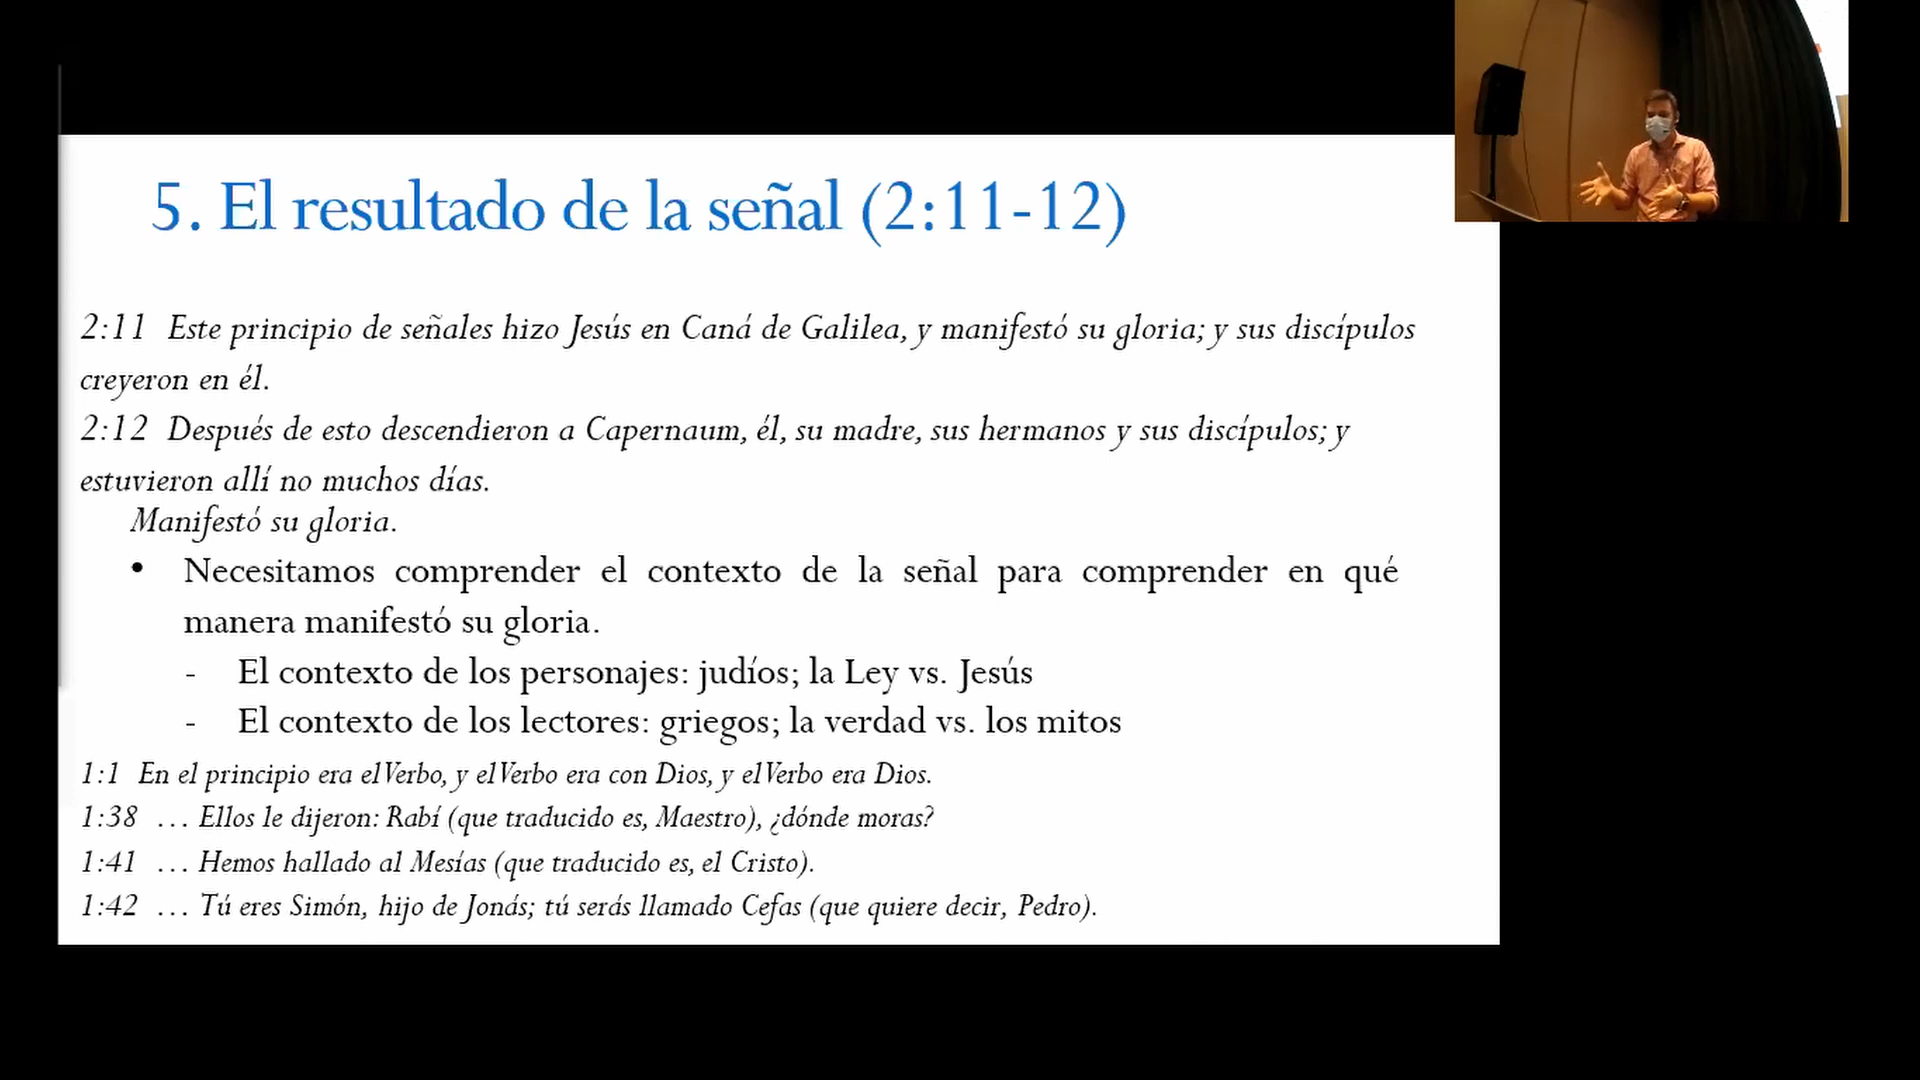 5. El resultado de la señal (2:11-12)
2:11 Este principio de señales hizo Jesús en Caná de Galilea, y manifestó su gloria; y sus discípulos
creyeron en él.
2:12 Después de esto descendieron a Capernaum, él, su madre, sus hermanos y sus discípulos; y
estuvieron allí no muchos días.
Manifestó su gloria.
• Necesitamos comprender el contexto de la señal para comprender en qué
manera manifestó su gloria.
- El contexto de los personajes: judíos; la Ley vs. Jesús
- El contexto de los lectores: griegos; la verdad vs. los mitos
1:1 En el principio era el Verbo, y el Verbo era con Dios, y el Verbo era Dios.
1:38 … Ellos le dijeron: Rabí (que traducido es, Maestro), ¿dónde moras?
1:41 … Hemos hallado al Mesías (que traducido es, el Cristo).
1:42 … Tú eres Simón, hijo de Jonás; tú serás llamado Cefas (que quiere decir, Pedro).